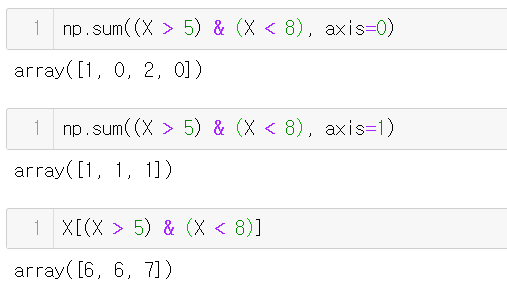 1 np.sum((X > 5) & (X < 8), axis=0)
array([1, 0, 2, 0])
1 np.sum((X > 5) & (X < 8), axis=1)
array([1, 1, 1])
1 X[(X > 5) & (X < 8)]
array([6, 6, 7])